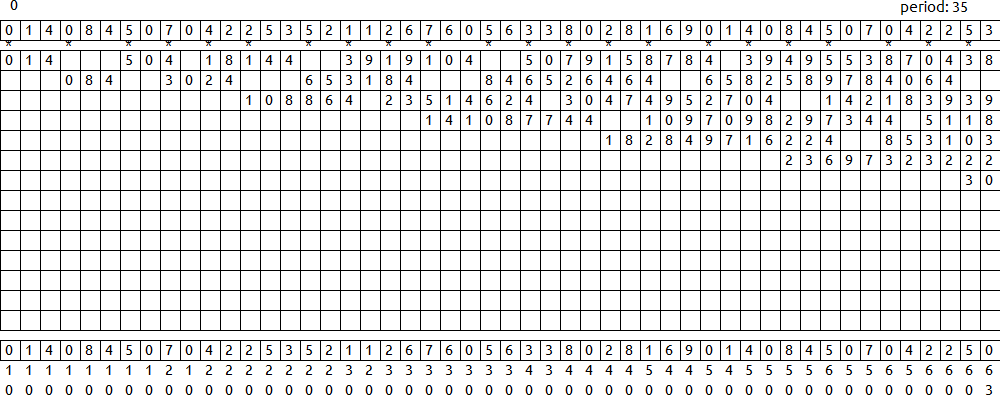 0 period: 35
0 1 4 0 8 4 5 0 7 0 4 2 2 5 3 5 2 1 1 2 6 7 6 0 5 6 3 3 8 0 2 8 1 6 9 0 1 4 0 8 4 5 0 7 0 4 2 2 5 3
* * * * * * * * * * * * * * * * * * * * * *
0 1 4 5 0 4 1 8 1 4 4 3 9 1 9 1 0 4 5 0 7 9 1 5 8 7 8 4 3 9 4 9 5 5 3 8 7 0 4 3 8
0 8 4 3 0 2 4 6 5 3 1 8 4 8 4 6 5 2 6 4 6 4 6 5 8 2 5 8 9 7 8 4 0 6 4
1 0 8 8 6 4 2 3 5 1 4 6 2 4 3 0 4 7 4 9 5 2 7 0 4 1 4 2 1 8 3 9 3 9
1 4 1 0 8 7 7 4 4 1 0 9 7 0 9 8 2 9 7 3 4 4 5 1 1 8
1 8 2 8 4 9 7 1 6 2 2 4 8 5 3 1 0 3
2 3 6 9 7 3 2 3 2 2 2
3 0
0 1 4 0 8 4 5 0 7 0 4 2 2 5 3 5 2 1 1 2 6 7 6 0 5 6 3 3 8 0 2 8 1 6 9 0 1 4 0 8 4 5 0 7 0 4 2 2 5 0
1 1 1 1 1 1 1 1 2 1 2 2 2 2 2 2 2 3 2 3 3 3 3 3 3 3 4 3 4 4 4 4 5 4 4 5 4 5 5 5 5 6 5 5 6 5 6 6 6 6
0 0 0 0 0 0 0 0 0 0 0 0 0 0 0 0 0 0 0 0 0 0 0 0 0 0 0 0 0 0 0 0 0 0 0 0 0 0 0 0 0 0 0 0 0 0 0 0 0 3